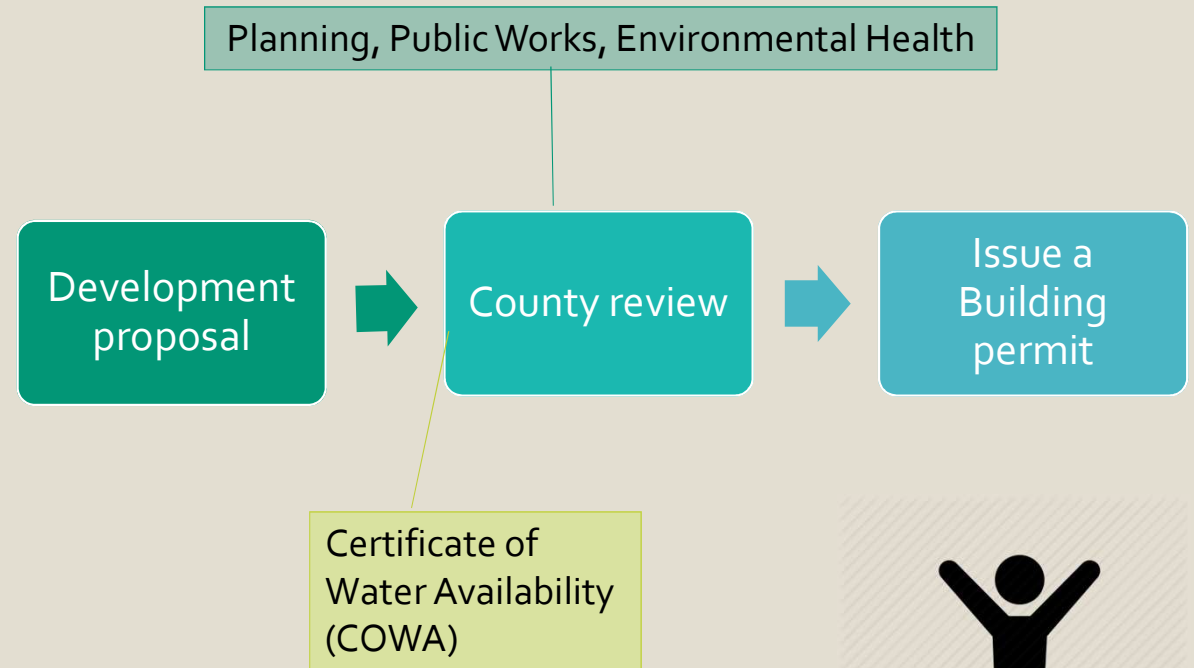 Planning, Public Works, Environmental Health
Development
proposal
County review
Issue a
Building
permit
Certificate of
Water Availability
(COWA)